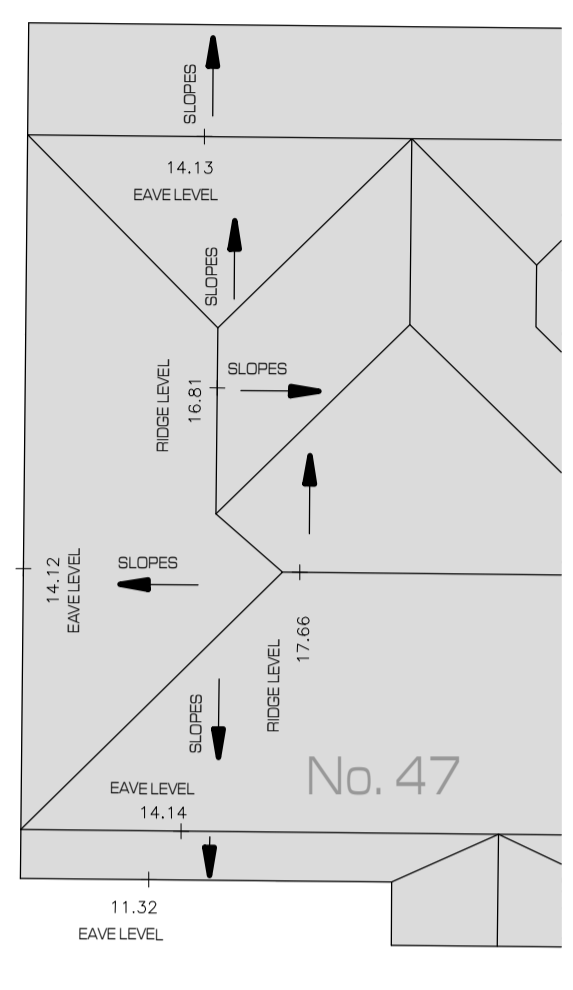 SLOPES
14.13
EAVE LEVEL
SLOPES
SLOPES
RIDGE LEVEL
16.81
SLOPES
14.12
EAVE LEVEL
17.66
RIDGE LEVEL
SLOPES
No. 47
EAVE LEVEL
14.14
11.32
EAVE LEVEL